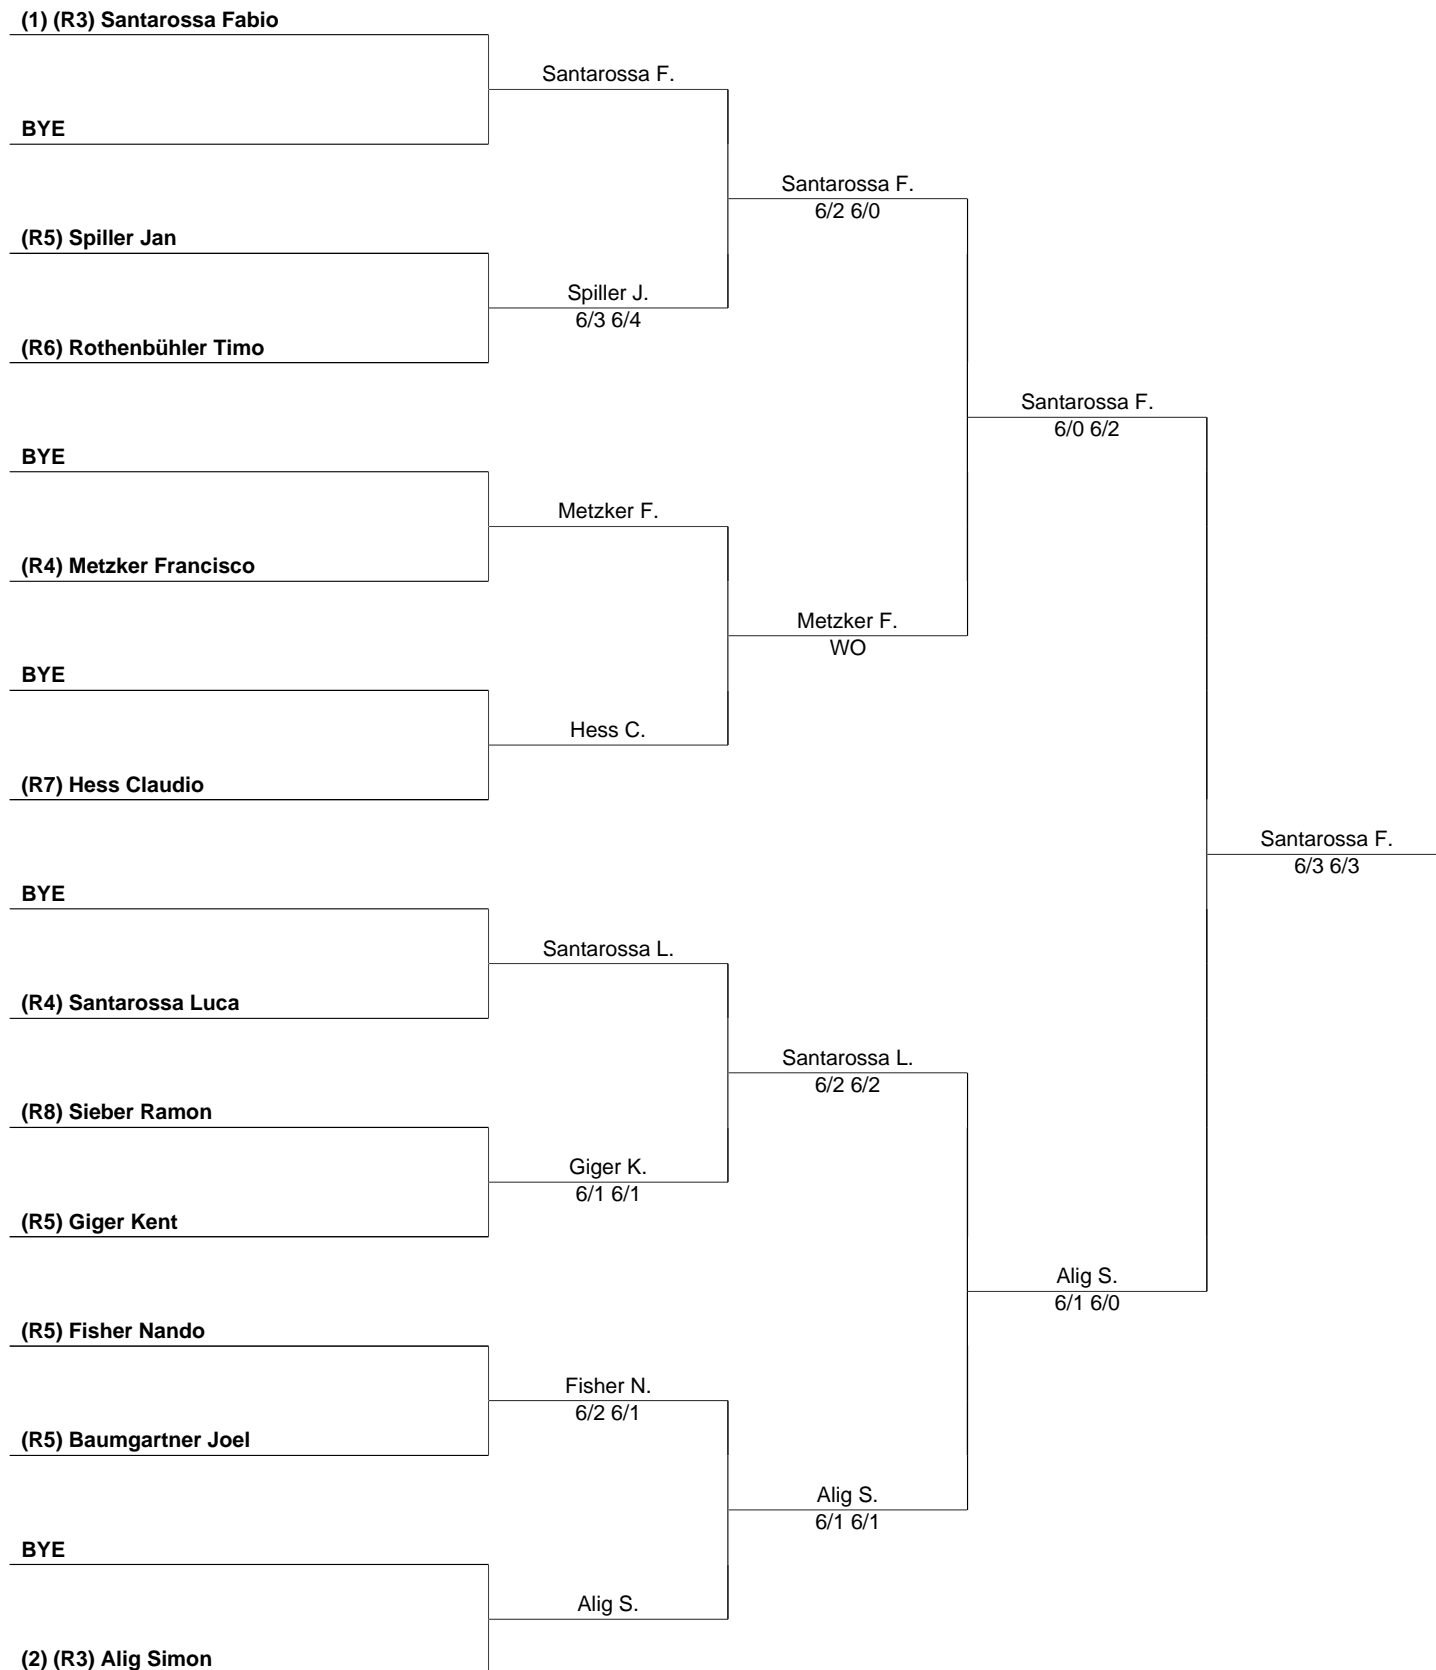 (1) (R3) Santarossa Fabio
Santarossa F.
BYE
Santarossa F.
6/2 6/0
(R5) Spiller Jan
Spiller J.
6/3 6/4
(R6) Rothenbühler Timo
Santarossa F.
6/0 6/2
BYE
Metzker F.
(R4) Metzker Francisco
Metzker F.
WO
BYE
Hess C.
(R7) Hess Claudio
Santarossa F.
6/3 6/3
BYE
Santarossa L.
(R4) Santarossa Luca
Santarossa L.
6/2 6/2
(R8) Sieber Ramon
Giger K.
6/1 6/1
(R5) Giger Kent
Alig S.
6/1 6/0
(R5) Fisher Nando
Fisher N.
6/2 6/1
(R5) Baumgartner Joel
Alig S.
6/1 6/1
BYE
Alig S.
(2) (R3) Alig Simon